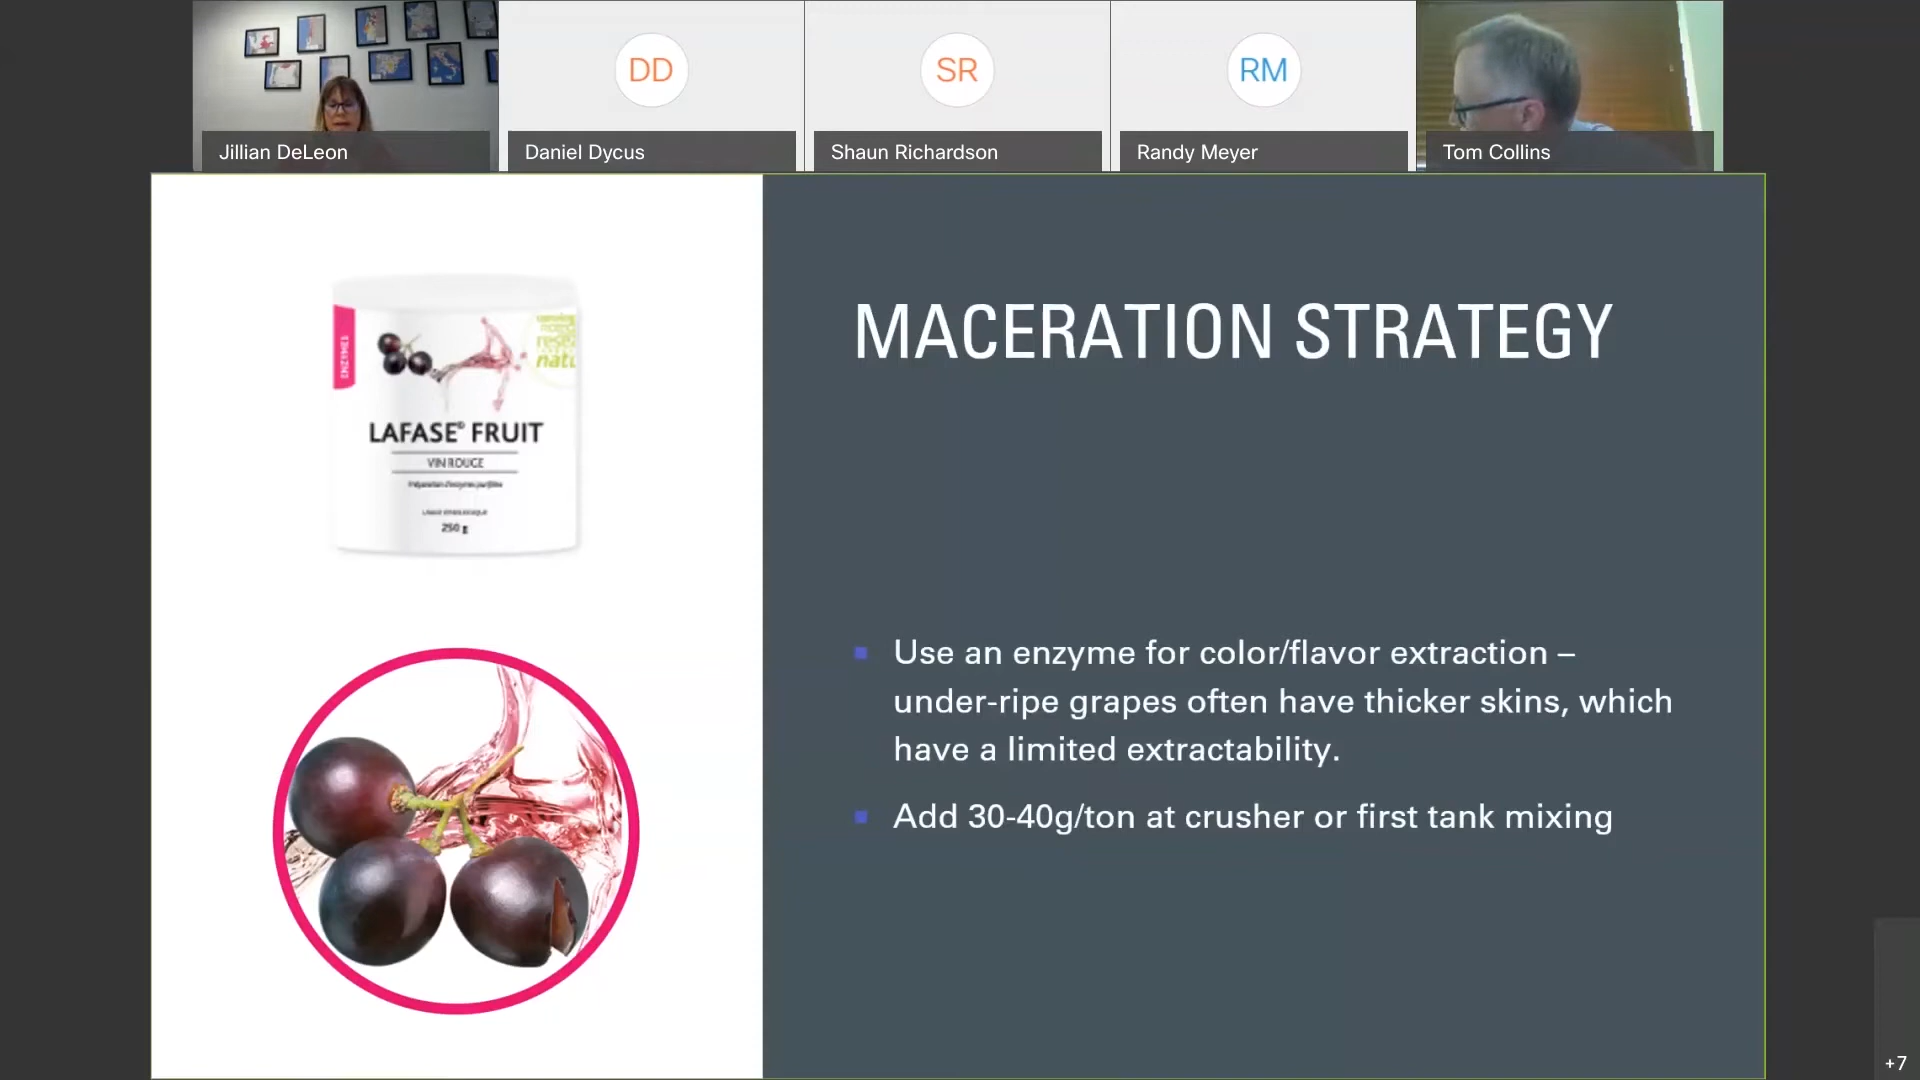 DD
SR
RM
Jillian DeLeon
Daniel Dycus
Shaun Richardson
Randy Meyer
Tom Collins
LAFASE® FRUIT
VIN ROUGE
250 g
MACERATION STRATEGY
Use an enzyme for color/flavor extraction –
under-ripe grapes often have thicker skins, which
have a limited extractability.
Add 30-40g/ton at crusher or first tank mixing
+7